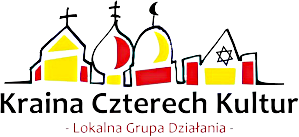 Kraina Czterech Kultur
- Lokalna Grupa Działania -